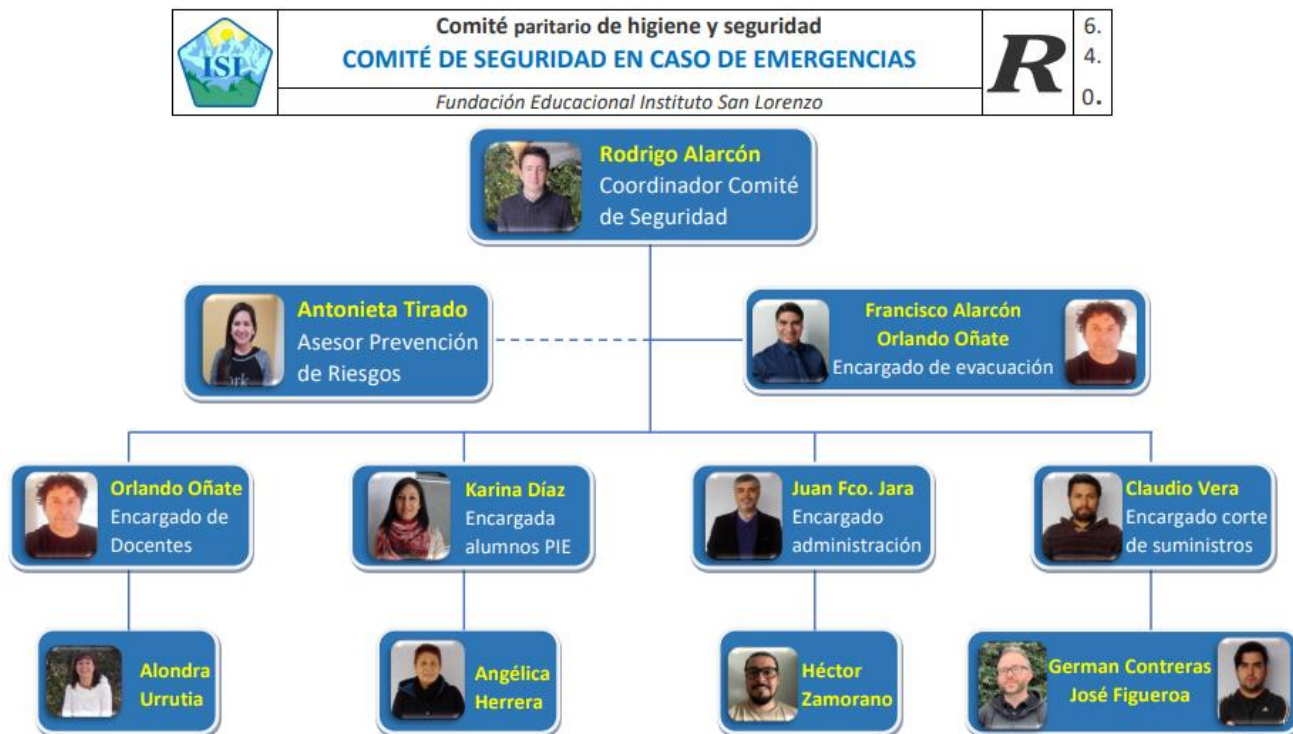 ISL
Comité paritario de higiene y seguridad
COMITÉ DE SEGURIDAD EN CASO DE EMERGENCIAS
Fundación Educacional Instituto San Lorenzo
R
6.
4.
0.
Rodrigo Alarcón
Coordinador Comité
de Seguridad
Antonieta Tirado
Asesor Prevención
de Riesgos
Francisco Alarcón
Orlando Oñate
Encargado de evacuación
Orlando Oñate
Encargado de
Docentes
Karina Díaz
Encargada
alumnos PIE
Juan Fco. Jara
Encargado
administración
Claudio Vera
Encargado corte
de suministros
Alondra
Urrutia
Angélica
Herrera
Héctor
Zamorano
German Contreras
José Figueroa